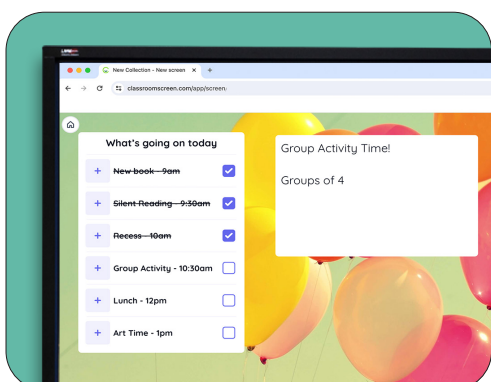 New Collection - New screen
classroomscreen.com/app/screen/
What's going on today
New book - 9am
Silent Reading - 9:30am
Recess - 10am
Group Activity - 10:30am
Lunch - 12pm
Art Time - 1pm
Group Activity Time!
Groups of 4